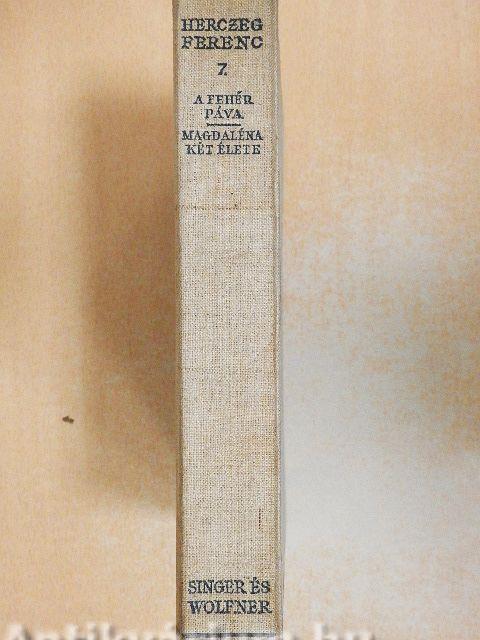 HERCZEG
FERENC
7.
A FEHÉR
PÁVA
MAGDALÉNA
KÉT ÉLETE
SINGER ÉS
WOLFNER